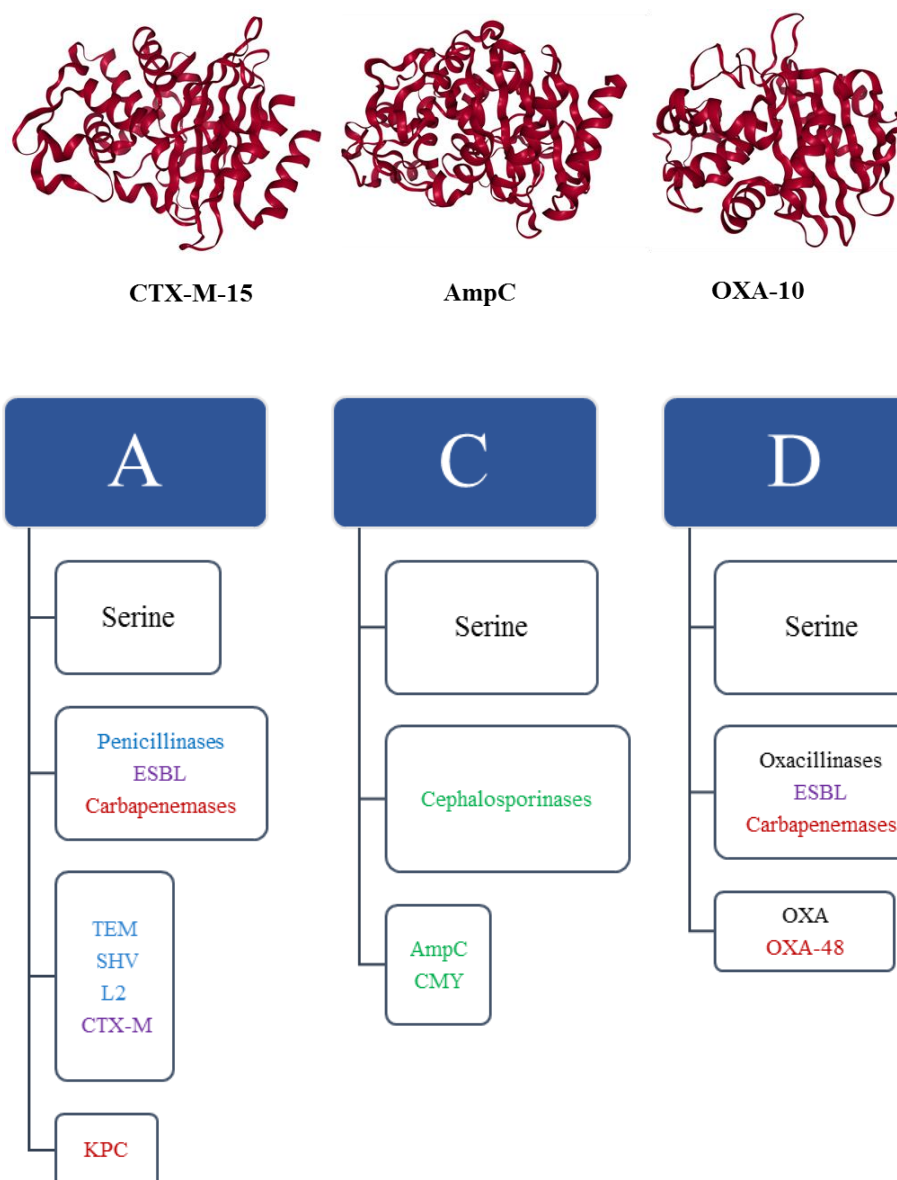 CTX-M-15
AmpC
OXA-10
A
Serine
Penicillinases
ESBL
Carbapenemases
TEM
SHV
L2
CTX-M
KPC
C
Serine
Cephalosporinases
AmpC
CMY
D
Serine
Oxacillinases
ESBL
Carbapenemases
OXA
OXA-48